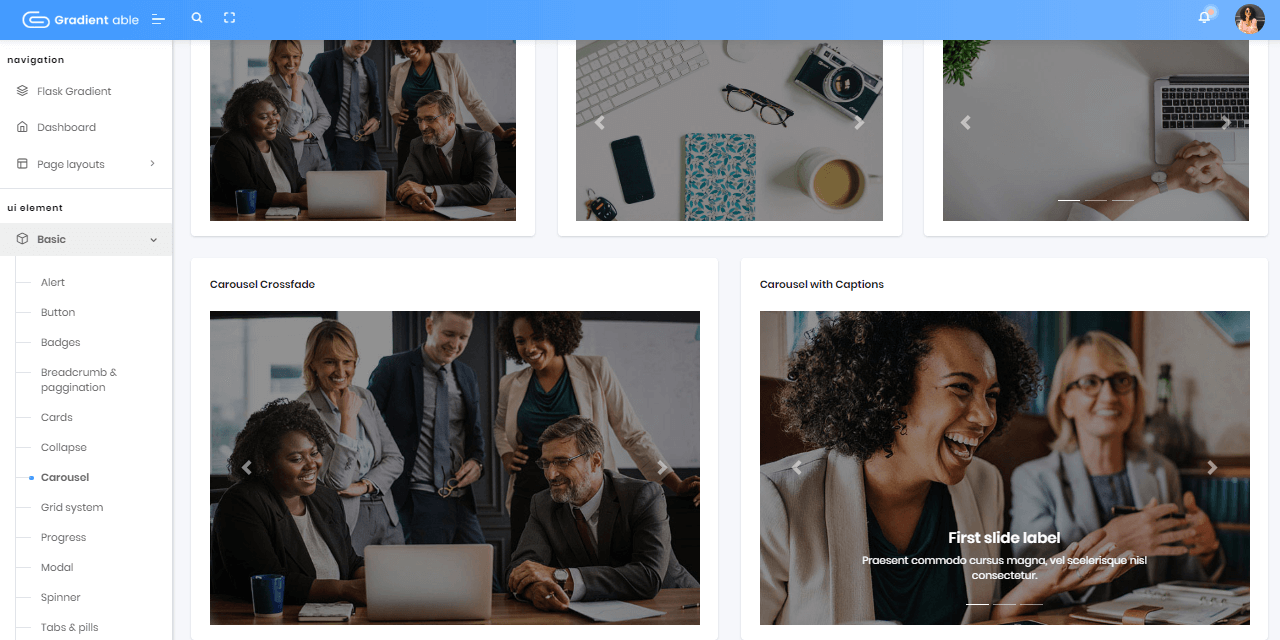 Gradient able
navigation
Flask Gradient
Dashboard
Page layouts
ui element
Basic
Alert
Button
Badges
Breadcrumb &
paggination
Cards
Collapse
Carousel
Grid system
Progress
Modal
Spinner
Tabs & pills
Carousel Crossfade
Carousel with Captions
First slide label
Praesent commodo cursus magna, vel scelerisque nisl
consectetur.